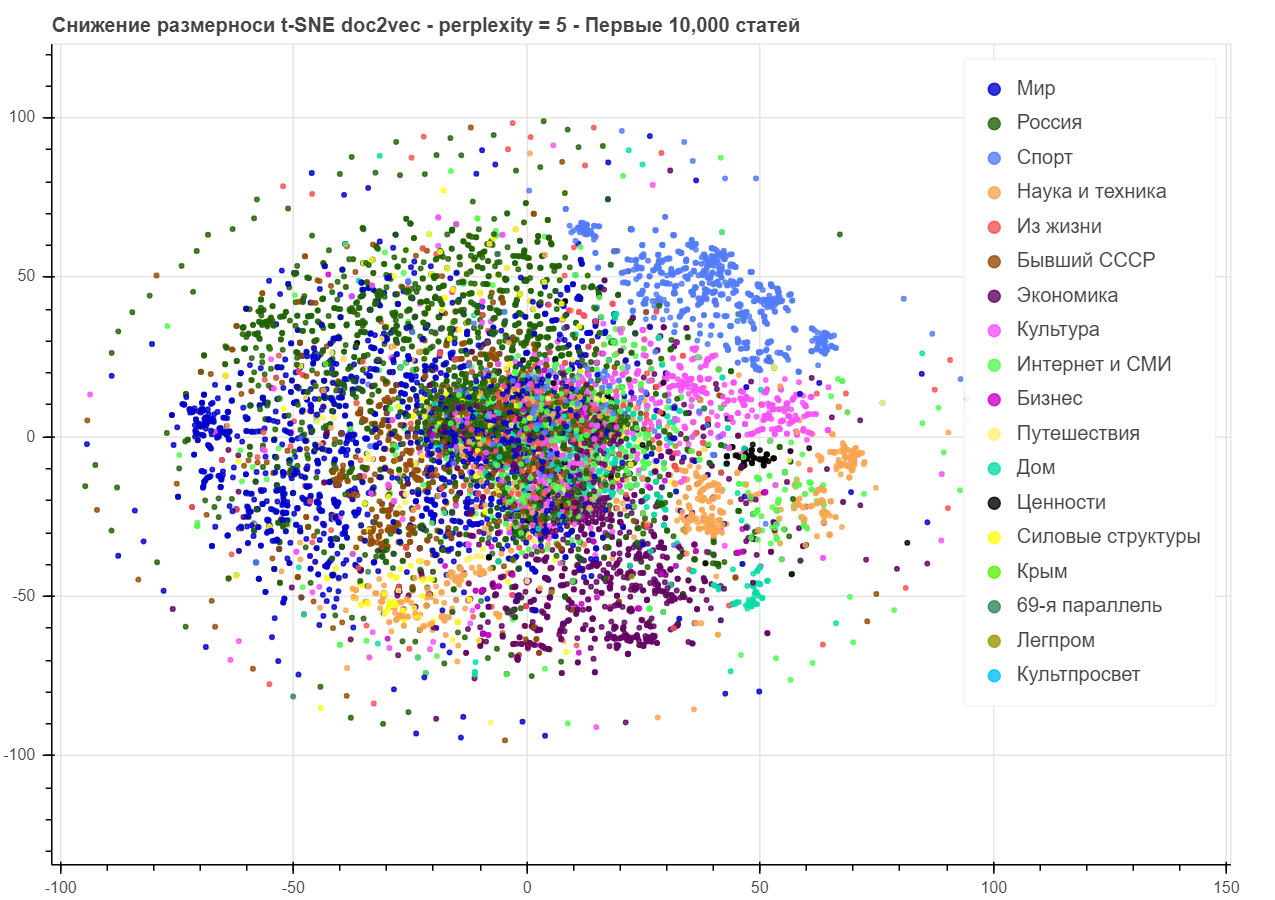 Снижение размерноси t-SNE doc2vec - perplexity = 5 - Первые 10,000 статей
Мир
Россия
Спорт
Наука и техника
Из жизни
Бывший СССР
Экономика
Культура
Интернет и СМИ
Бизнес
Путешествия
Дом
Ценности
Силовые структуры
Крым
69-я параллель
Легпром
Культпросвет
100
50
0
-50
-100
-100 -50 0 50 100 150